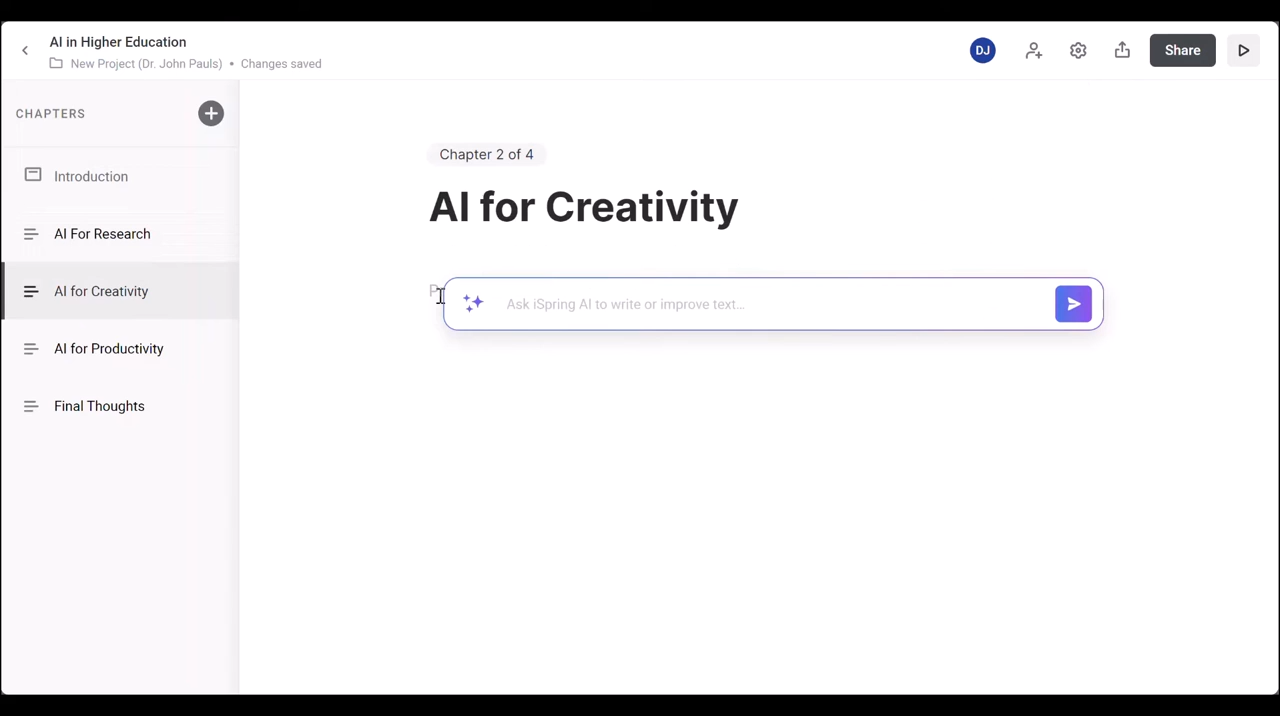 AI in Higher Education
New Project (Dr. John Pauls) • Changes saved
DJ
Share
CHAPTERS
Introduction
AI For Research
AI for Creativity
AI for Productivity
Final Thoughts
Chapter 2 of 4
AI for Creativity
Ask iSpring AI to write or improve text...